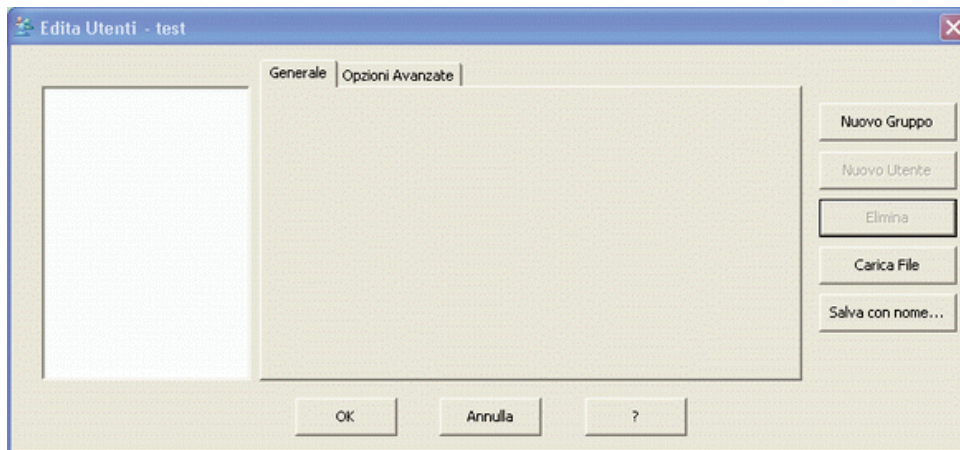 Edita Utenti - test
Generale
Opzioni Avanzate
Nuovo Gruppo
Nuovo Utente
Elimina
Carica File
Salva con nome...
OK
Annulla
?